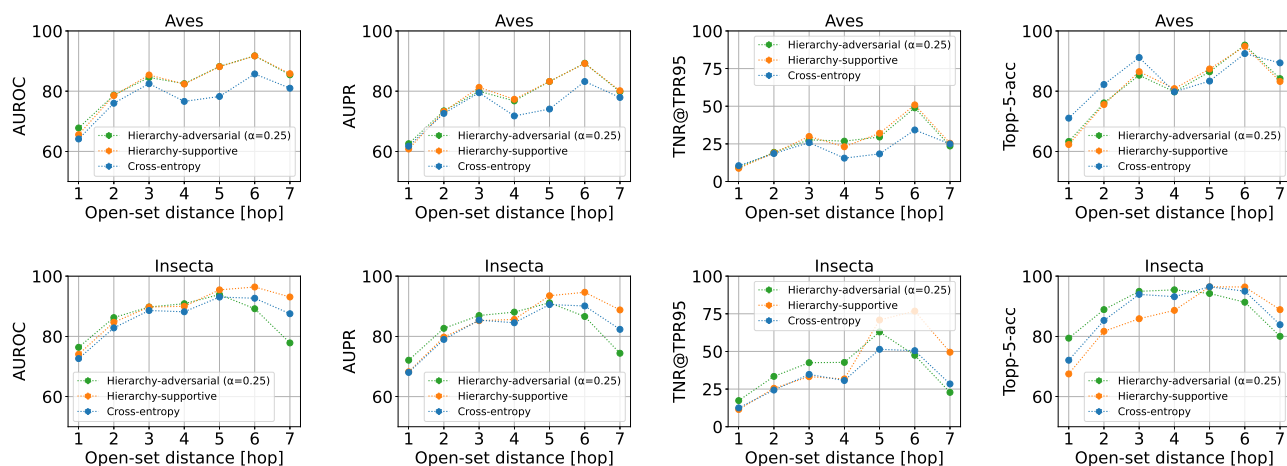 Aves
100
80
60
AUROC
Hierarchy-adversarial (α=0.25)
Hierarchy-supportive
Cross-entropy
1 2 3 4 5 6 7
Open-set distance [hop]
Aves
100
80
60
AUPR
Hierarchy-adversarial (α=0.25)
Hierarchy-supportive
Cross-entropy
1 2 3 4 5 6 7
Open-set distance [hop]
Aves
100
75
50
25
0
TNR@TPR95
Hierarchy-adversarial (α=0.25)
Hierarchy-supportive
Cross-entropy
1 2 3 4 5 6 7
Open-set distance [hop]
Aves
100
80
60
Topp-5-acc
Hierarchy-adversarial (α=0.25)
Hierarchy-supportive
Cross-entropy
1 2 3 4 5 6 7
Open-set distance [hop]
Insecta
100
80
60
AUROC
Hierarchy-adversarial (α=0.25)
Hierarchy-supportive
Cross-entropy
1 2 3 4 5 6 7
Open-set distance [hop]
Insecta
100
80
60
AUPR
Hierarchy-adversarial (α=0.25)
Hierarchy-supportive
Cross-entropy
1 2 3 4 5 6 7
Open-set distance [hop]
Insecta
100
75
50
25
0
TNR@TPR95
Hierarchy-adversarial (α=0.25)
Hierarchy-supportive
Cross-entropy
1 2 3 4 5 6 7
Open-set distance [hop]
Insecta
100
80
60
Topp-5-acc
Hierarchy-adversarial (α=0.25)
Hierarchy-supportive
Cross-entropy
1 2 3 4 5 6 7
Open-set distance [hop]